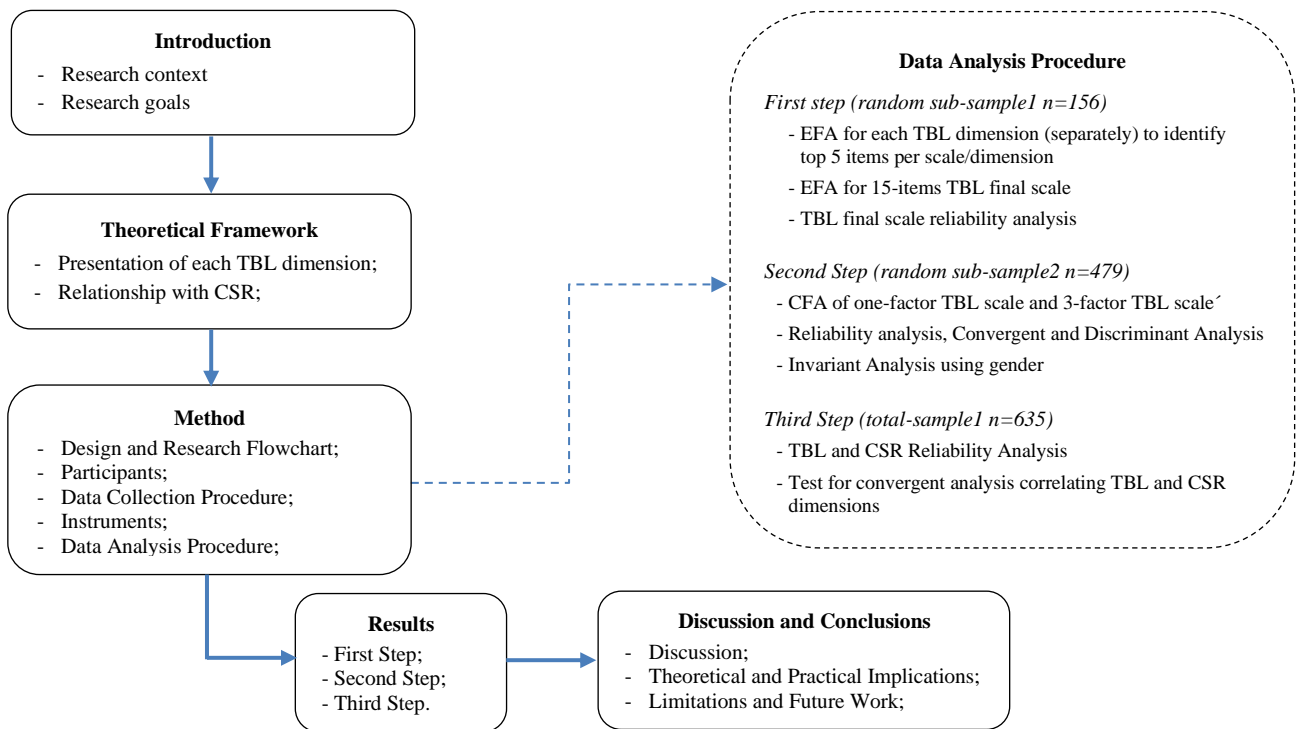 Introduction
- Research context
- Research goals
Theoretical Framework
- Presentation of each TBL dimension;
- Relationship with CSR;
Method
- Design and Research Flowchart;
- Participants;
- Data Collection Procedure;
- Instruments;
- Data Analysis Procedure;
Results
- First Step;
- Second Step;
- Third Step.
Discussion and Conclusions
- Discussion;
- Theoretical and Practical Implications;
- Limitations and Future Work;
Data Analysis Procedure
First step (random sub-sample1 n=156)
- EFA for each TBL dimension (separately) to identify
top 5 items per scale/dimension
- EFA for 15-items TBL final scale
- TBL final scale reliability analysis
Second Step (random sub-sample2 n=479)
- CFA of one-factor TBL scale and 3-factor TBL scale´
- Reliability analysis, Convergent and Discriminant Analysis
- Invariant Analysis using gender
Third Step (total-sample1 n=635)
- TBL and CSR Reliability Analysis
- Test for convergent analysis correlating TBL and CSR
dimensions